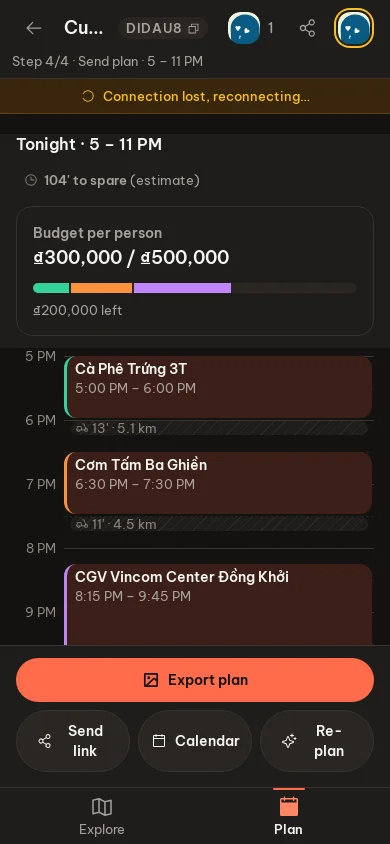 Cu...
DIDAU8
1
Step 4/4 · Send plan · 5 – 11 PM
Connection lost, reconnecting…
Tonight · 5 – 11 PM
104' to spare (estimate)
Budget per person
₫300,000 / ₫500,000
₫200,000 left
5 PM
Cà Phê Trứng 3T
5:00 PM – 6:00 PM
6 PM
13' · 5.1 km
Cơm Tấm Ba Ghiền
7 PM
6:30 PM – 7:30 PM
11' · 4.5 km
8 PM
CGV Vincom Center Đồng Khởi
8:15 PM – 9:45 PM
9 PM
Export plan
Send
link
Calendar
Re-
plan
Explore
Plan